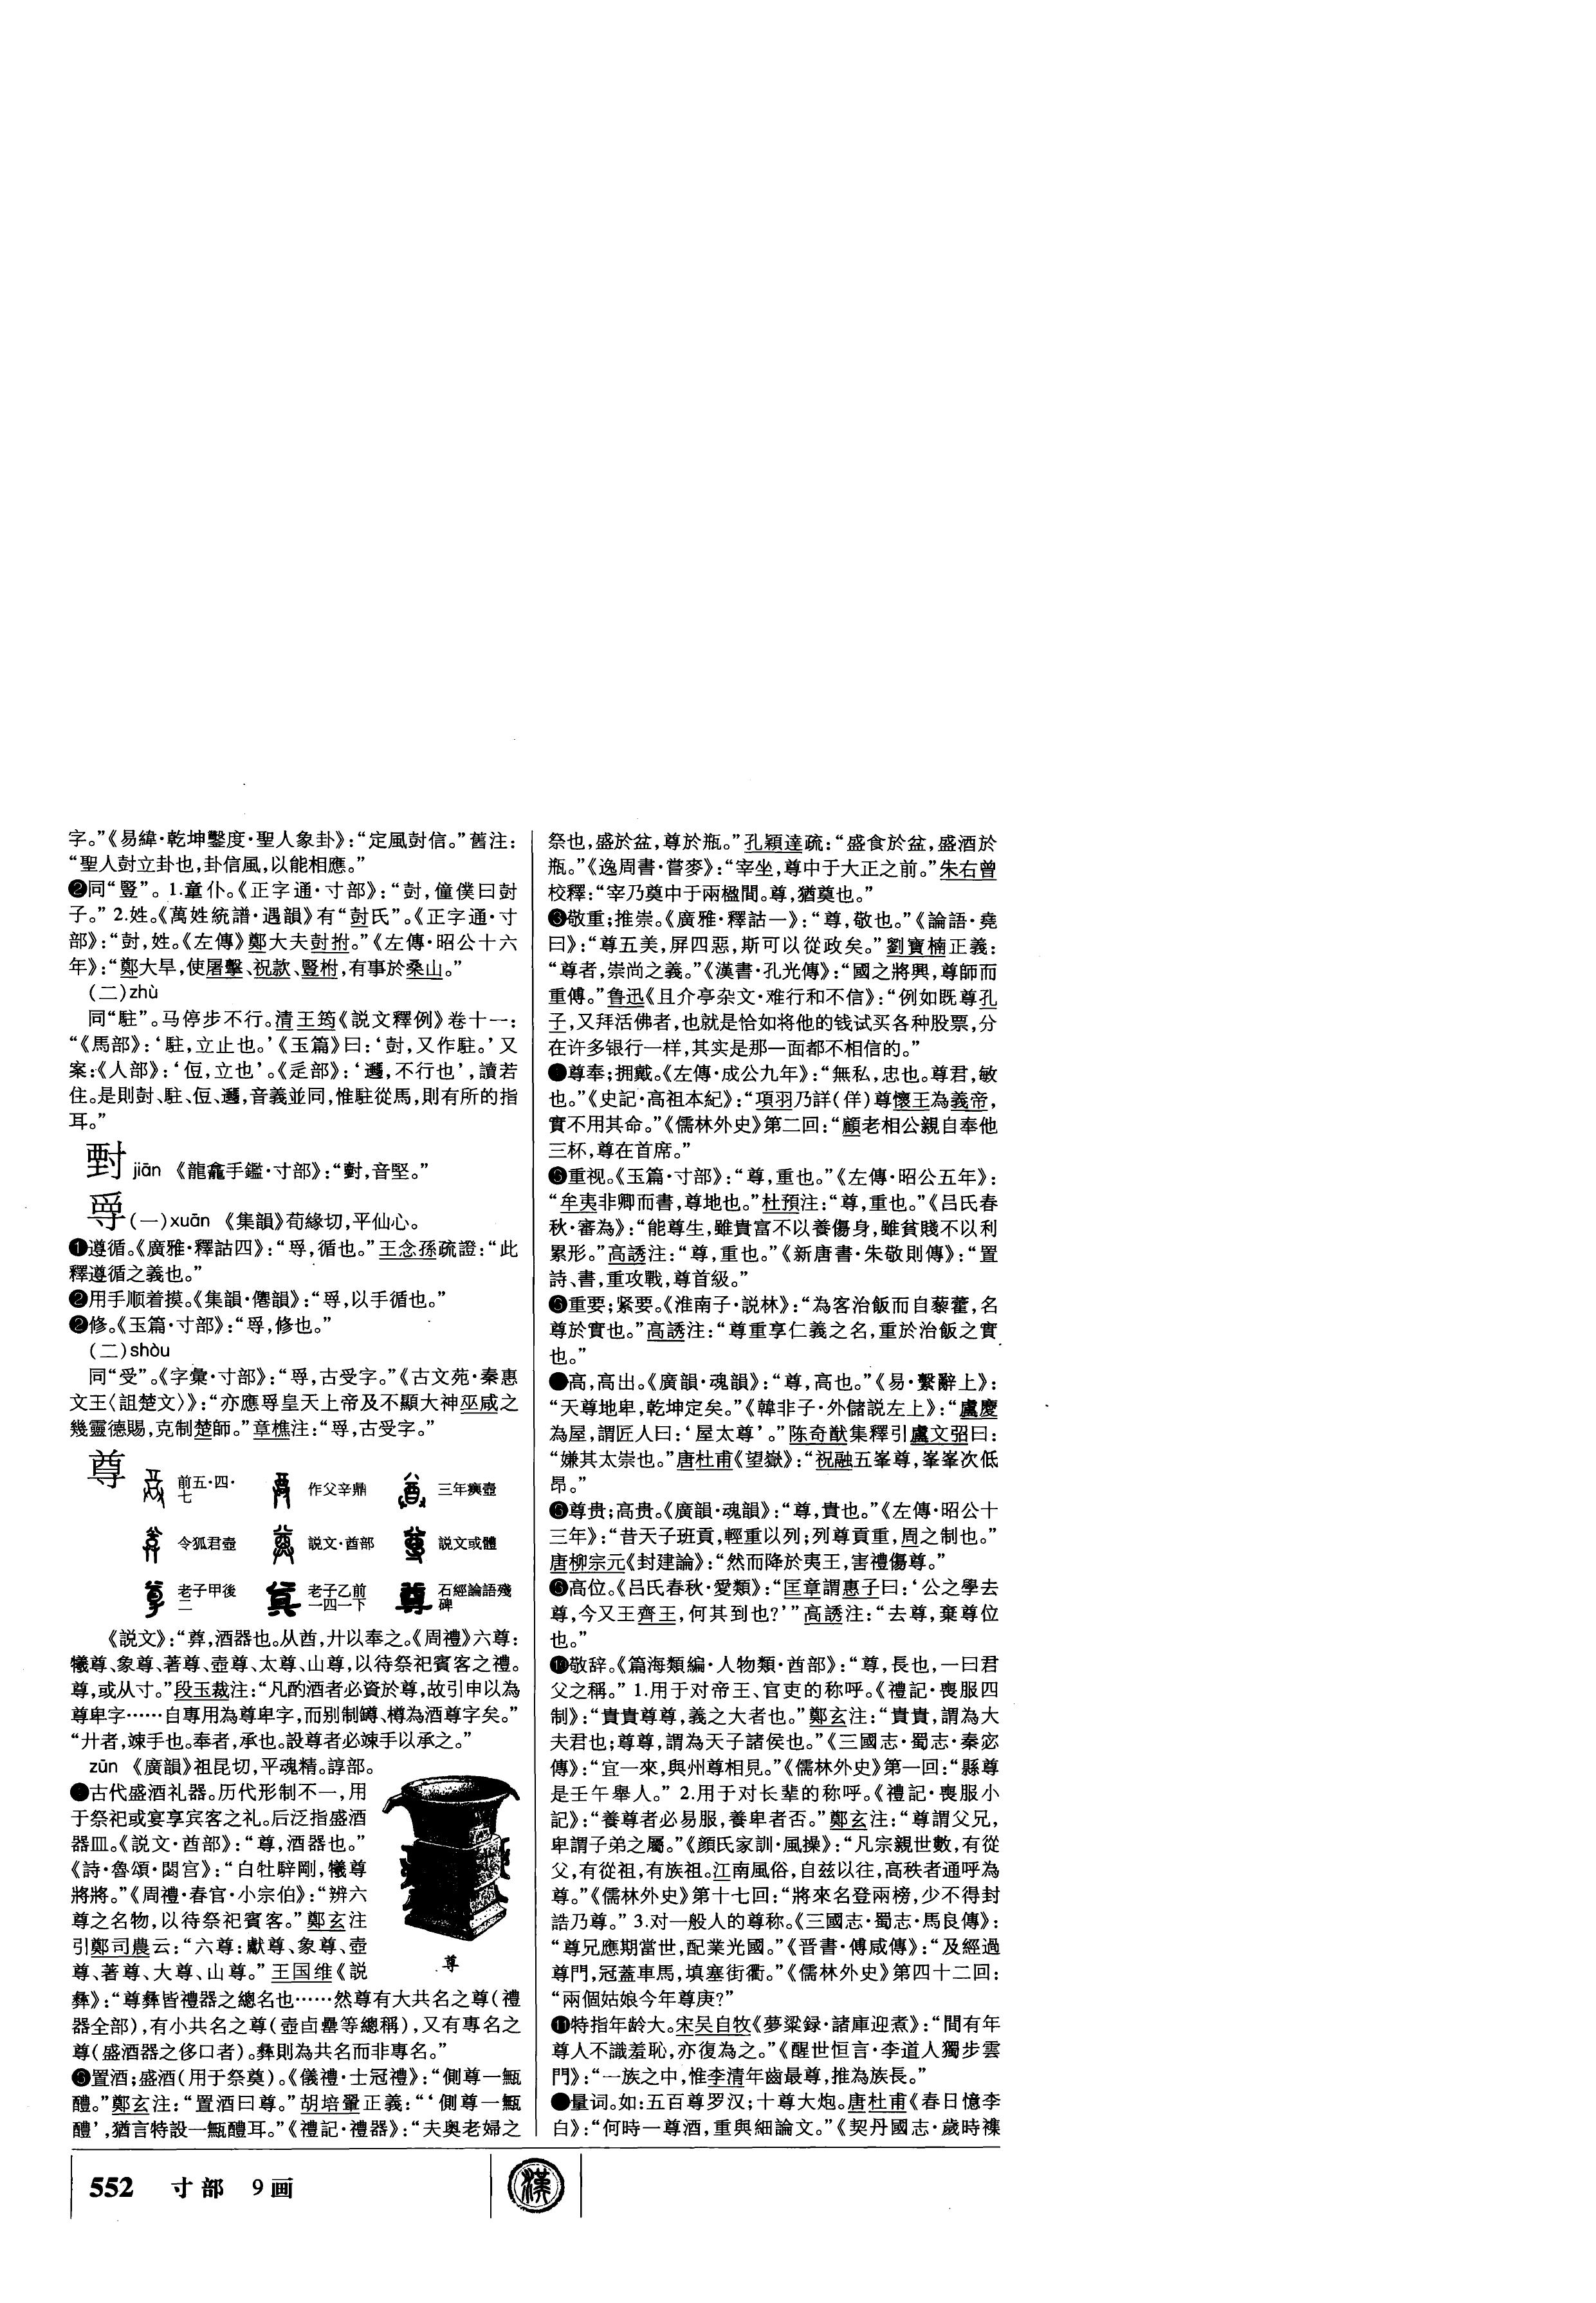 字。”《易緯·乾坤鑿度·聖人象卦》：“定風尌信。”舊注：
“聖人尌立卦也，卦信風，以能相應。”
❷同“豎”。1.童仆。《正字通·寸部》：“尌，僮僕曰尌
子。”2.姓。《萬姓統譜·遇韻》有“尌氏”。《正字通·寸
部》：“尌，姓。《左傳》鄭大夫尌拊。”《左傳·昭公十六
年》：“鄭大旱，使屠擊、祝款、豎柎，有事於桑山。”
（二）zhù
同“駐”。马停步不行。清王筠《説文釋例》卷十一：
“《馬部》：‘駐，立止也。’《玉篇》曰：‘尌，又作駐。’又
案：《人部》：‘侸，立也’。《辵部》：‘，不行也’，讀若
住。是則尌、駐、侸、，音義並同，惟駐從馬，則有所的指
耳。”
jiān 《龍龕手鑑·寸部》：“，音堅。”
㝵（一）xuān 《集韻》荀緣切，平仙心。
❶遵循。《廣雅·釋詁四》：“，循也。”王念孫疏證：“此
釋遵循之義也。”
❷用手顺着摸。《集韻·僊韻》：“，以手循也。”
❷修。《玉篇·寸部》：“，修也。”
（二）shòu
同“受”。《字彙·寸部》：“，古受字。”《古文苑·秦惠
文王〈詛楚文〉》：“亦應皇天上帝及不顯大神巫咸之
幾靈德賜，克制楚師。”章樵注：“，古受字。”
尊
前五·四·七 作父辛鼎 三年𤼈壺
令狐君壺 説文·酋部 説文或體
老子甲後二 老子乙前一四一下 石經論語殘碑
《説文》：“𢍜，酒器也。从酋，廾以奉之。《周禮》六尊：
犧尊、象尊、著尊、壺尊、太尊、山尊，以待祭祀賓客之禮。
尊，或从寸。”段玉裁注：“凡酌酒者必資於尊，故引申以為
尊卑字……自專用為尊卑字，而别制罇、樽為酒尊字矣。”
“廾者，竦手也。奉者，承也。設尊者必竦手以承之。”
zūn 《廣韻》祖昆切，平魂精。諄部。
古代盛酒礼器。历代形制不一，用
于祭祀或宴享宾客之礼。后泛指盛酒
器皿。《説文·酋部》：“尊，酒器也。”
《詩·魯頌·閟宫》：“白牡騂剛，犧尊
將將。”《周禮·春官·小宗伯》：“辨六
尊之名物，以待祭祀賓客。”鄭玄注
引鄭司農云：“六尊：獻尊、象尊、壺
尊、著尊、大尊、山尊。”王国维《説
尊
彝》：“尊彝皆禮器之總名也……然尊有大共名之尊（禮
器全部），有小共名之尊（壺卣罍等總稱），又有專名之
尊（盛酒器之侈口者）。彝則為共名而非專名。”
置酒；盛酒（用于祭奠）。《儀禮·士冠禮》：“側尊一甒
醴。”鄭玄注：“置酒曰尊。”胡培翬正義：“‘側尊一甒
醴’，猶言特設一甒醴耳。”《禮記·禮器》：“夫奥老婦之
祭也，盛於盆，尊於瓶。”孔穎達疏：“盛食於盆，盛酒於
瓶。”《逸周書·嘗麥》：“宰坐，尊中于大正之前。”朱右曾
校釋：“宰乃奠中于兩楹間。尊，猶奠也。”
❸敬重；推崇。《廣雅·釋詁一》：“尊，敬也。”《論語·堯
曰》：“尊五美，屏四惡，斯可以從政矣。”劉寶楠正義：
“尊者，崇尚之義。”《漢書·孔光傳》：“國之將興，尊師而
重傅。”鲁迅《且介亭杂文·难行和不信》：“例如既尊孔
子，又拜活佛者，也就是恰如将他的钱试买各种股票，分
在许多银行一样，其实是那一面都不相信的。”
尊奉；拥戴。《左傳·成公九年》：“無私，忠也。尊君，敏
也。”《史記·高祖本紀》：“項羽乃詳（佯）尊懷王為義帝，
實不用其命。”《儒林外史》第二回：“顧老相公親自奉他
三杯，尊在首席。”
重视。《玉篇·寸部》：“尊，重也。”《左傳·昭公五年》：
“牟夷非卿而書，尊地也。”杜預注：“尊，重也。”《吕氏春
秋·審為》：“能尊生，雖貴富不以養傷身，雖貧賤不以利
累形。”高誘注：“尊，重也。”《新唐書·朱敬則傳》：“置
詩、書，重攻戰，尊首級。”
重要；紧要。《淮南子·説林》：“為客治飯而自藜藿，名
尊於實也。”高誘注：“尊重享仁義之名，重於治飯之實
也。”
高，高出。《廣韻·魂韻》：“尊，高也。”《易·繫辭上》：
“天尊地卑，乾坤定矣。”《韓非子·外儲説左上》：“虞慶
為屋，謂匠人曰：‘屋太尊’。”陈奇猷集釋引盧文弨曰：
“嫌其太崇也。”唐杜甫《望嶽》：“祝融五峯尊，峯峯次低
昂。”
尊贵；高贵。《廣韻·魂韻》：“尊，貴也。”《左傳·昭公十
三年》：“昔天子班貢，輕重以列；列尊貢重，周之制也。”
唐柳宗元《封建論》：“然而降於夷王，害禮傷尊。”
高位。《吕氏春秋·愛類》：“匡章謂惠子曰：‘公之學去
尊，今又王齊王，何其到也？’”高誘注：“去尊，棄尊位
也。”
❿敬辞。《篇海類編·人物類·酋部》：“尊，長也，一曰君
父之稱。”1.用于对帝王、官吏的称呼。《禮記·喪服四
制》：“貴貴尊尊，義之大者也。”鄭玄注：“貴貴，謂為大
夫君也；尊尊，謂為天子諸侯也。”《三國志·蜀志·秦宓
傳》：“宜一來，與州尊相見。”《儒林外史》第一回：“縣尊
是壬午舉人。”2.用于对长辈的称呼。《禮記·喪服小
記》：“養尊者必易服，養卑者否。”鄭玄注：“尊謂父兄，
卑謂子弟之屬。”《顔氏家訓·風操》：“凡宗親世數，有從
父，有從祖，有族祖。江南風俗，自兹以往，高秩者通呼為
尊。”《儒林外史》第十七回：“將來名登兩榜，少不得封
誥乃尊。”3.对一般人的尊称。《三國志·蜀志·馬良傳》：
“尊兄應期當世，配業光國。”《晋書·傅咸傳》：“及經過
尊門，冠蓋車馬，填塞街衢。”《儒林外史》第四十二回：
“兩個姑娘今年尊庚？”
⓫特指年龄大。宋吴自牧《夢粱録·諸庫迎煮》：“間有年
尊人不識羞恥，亦復為之。”《醒世恒言·李道人獨步雲
門》：“一族之中，惟李清年齒最尊，推為族長。”
量词。如：五百尊罗汉；十尊大炮。唐杜甫《春日憶李
白》：“何時一尊酒，重與細論文。”《契丹國志·歲時襍
552 寸部 9画
漢